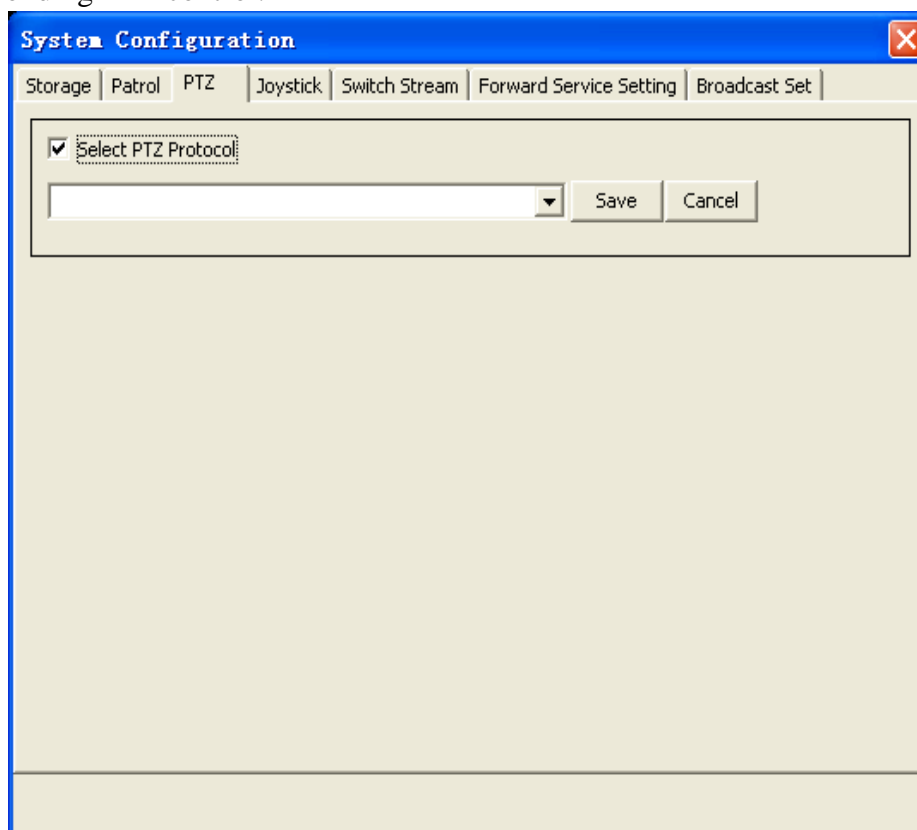 System Configuration
Storage Patrol PTZ Joystick Switch Stream Forward Service Setting Broadcast Set
Select PTZ Protocol
Save Cancel